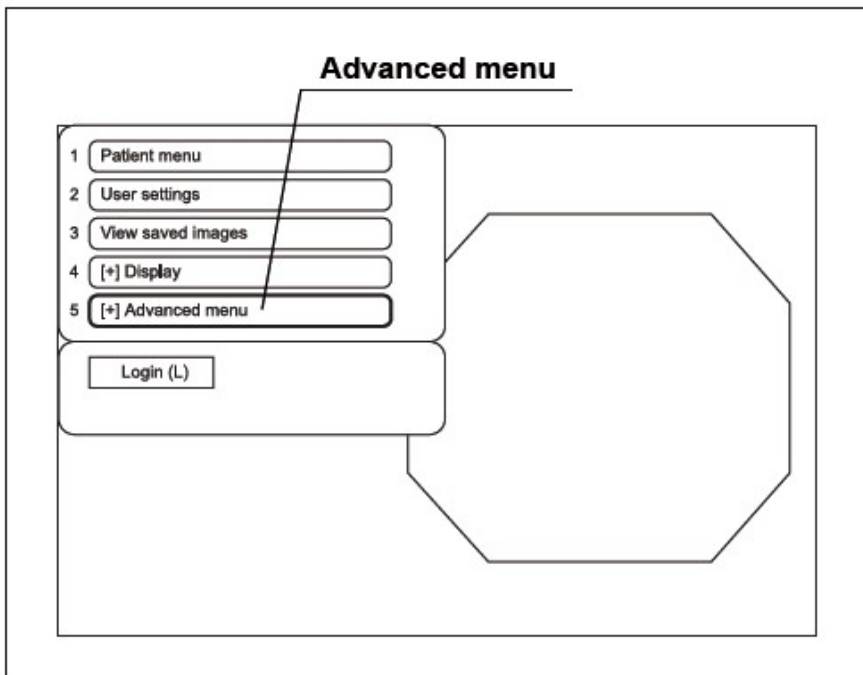 Advanced menu
1 Patient menu
2 User settings
3 View saved images
4 [+] Display
5 [+] Advanced menu
Login (L)